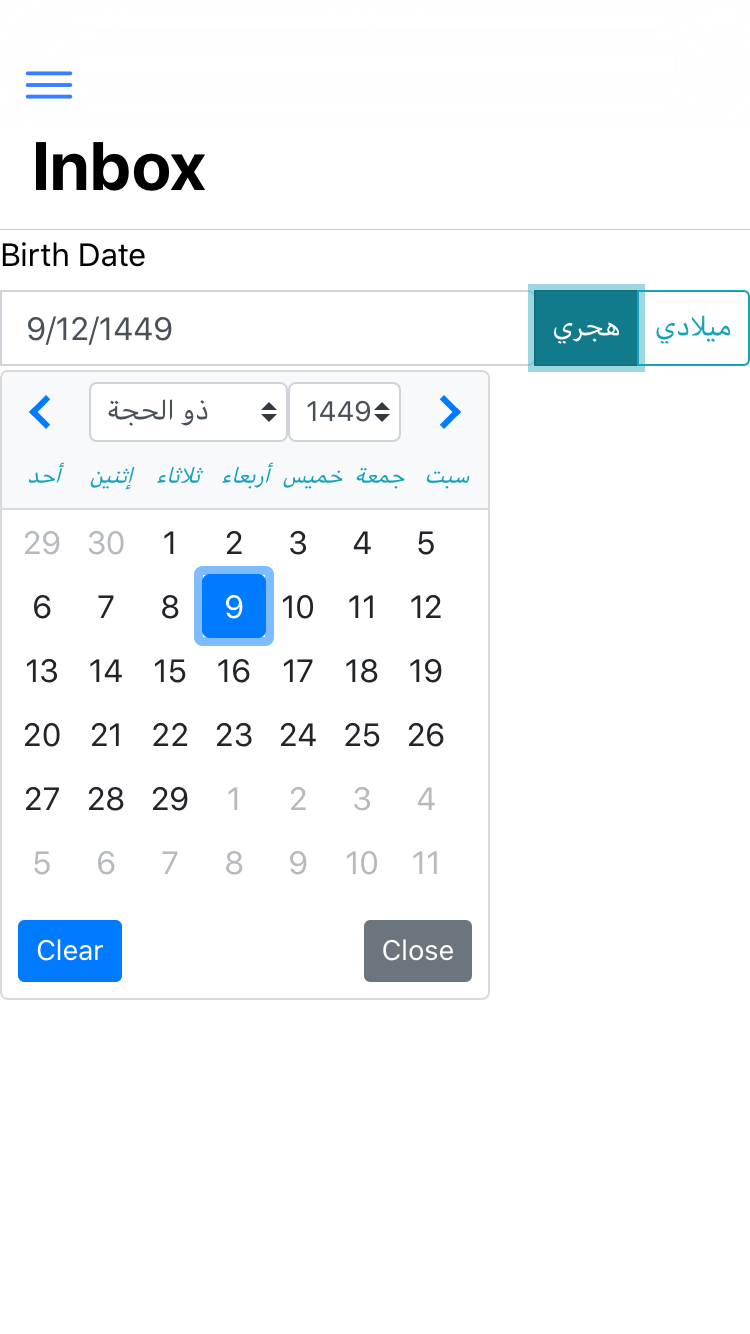 Inbox
Birth Date
9/12/1449 هجري ميلادي
ذو الحجة 1449
أحد إثنين ثلاثاء أربعاء خميس جمعة سبت
29 30 1 2 3 4 5
6 7 8 9 10 11 12
13 14 15 16 17 18 19
20 21 22 23 24 25 26
27 28 29 1 2 3 4
5 6 7 8 9 10 11
Clear Close